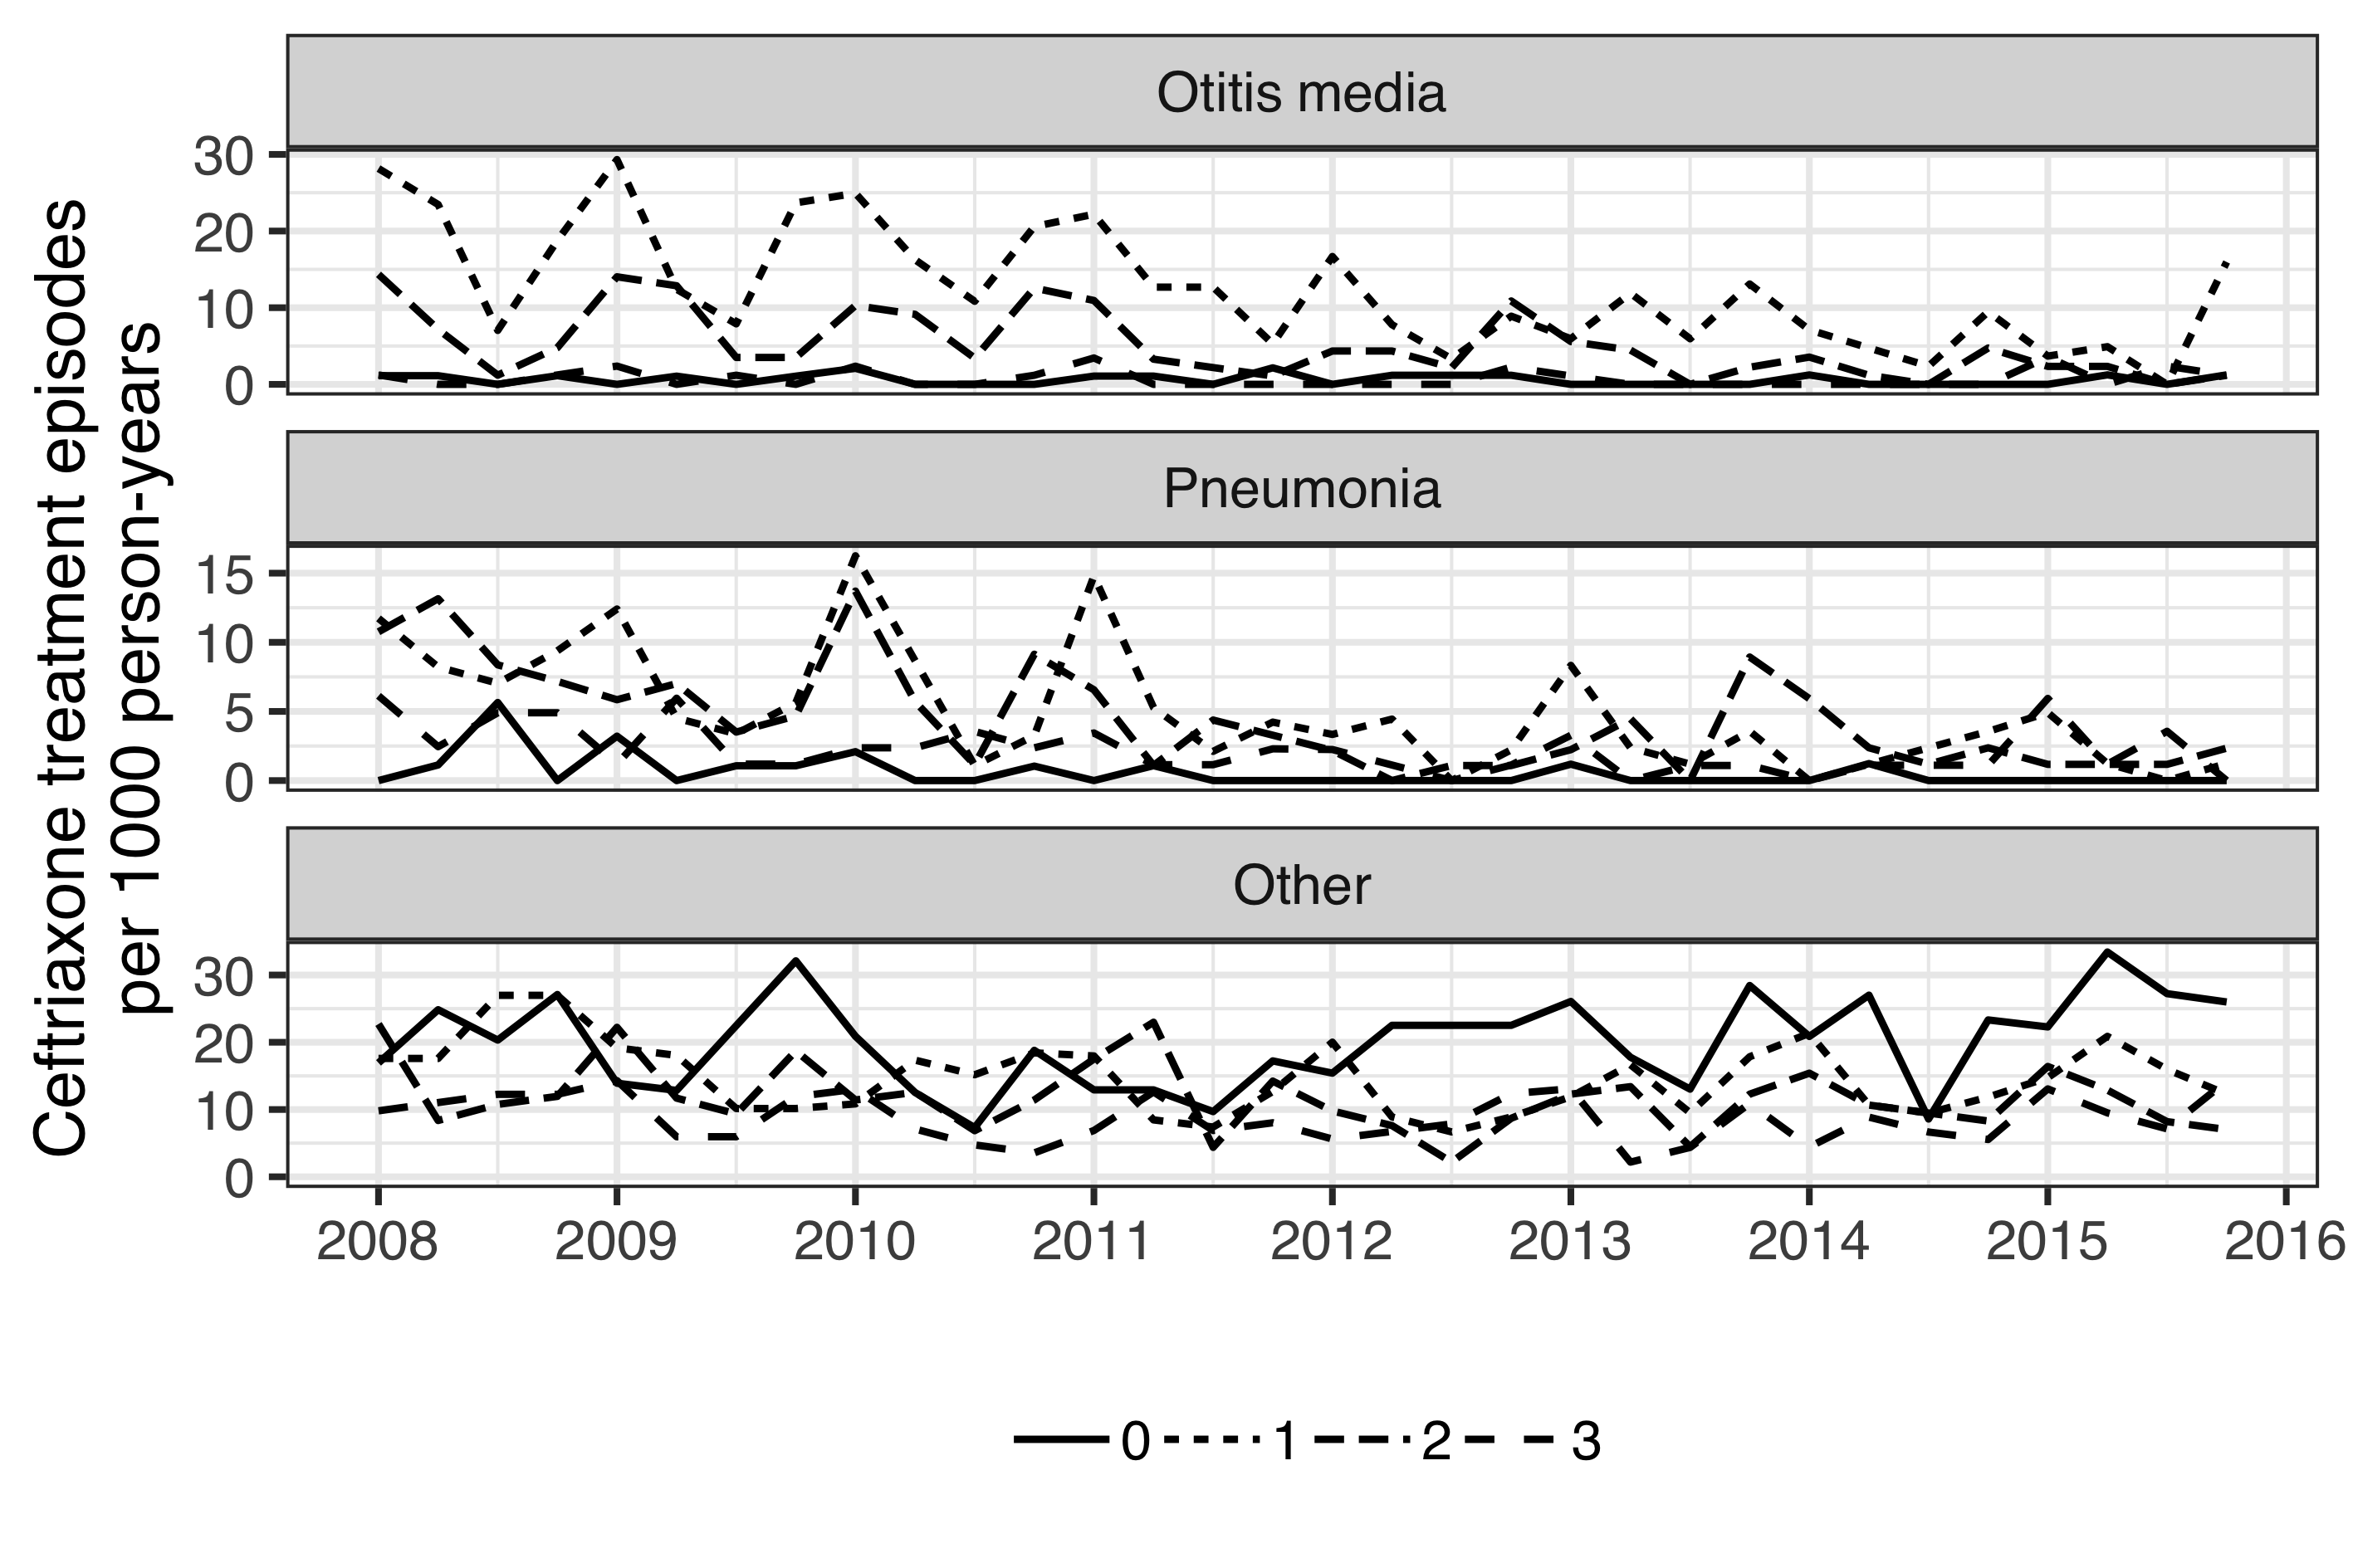 Ceftriaxone treatment episodes
per 1000 person-years
Otitis media
30
20
10
0
Pneumonia
15
10
5
0
Other
30
20
10
0
2008 2009 2010 2011 2012 2013 2014 2015 2016
0 1 2 3